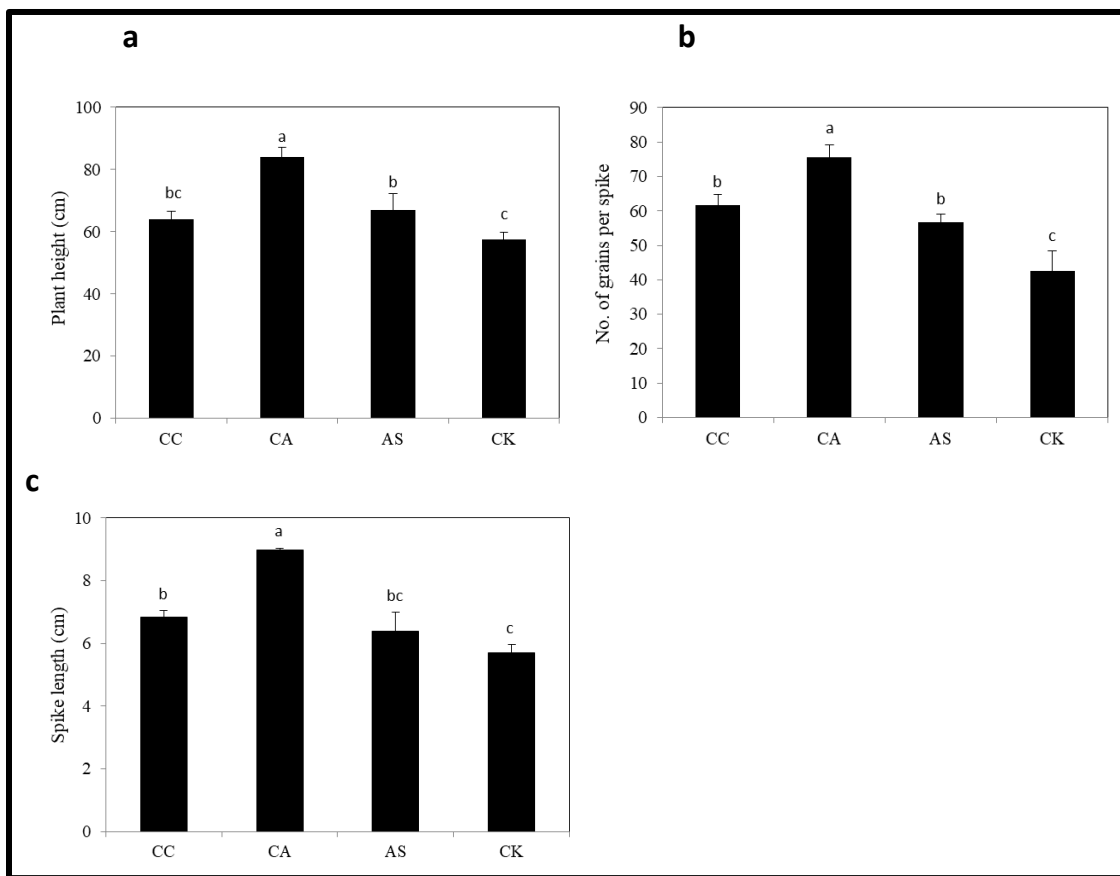 a
Plant height (cm)
100
80
60
40
20
0
bc
a
b
c
CC CA AS CK
b
No. of grains per spike
90
80
70
60
50
40
30
20
10
0
b
a
b
c
CC CA AS CK
c
Spike length (cm)
10
8
6
4
2
0
b
a
bc
c
CC CA AS CK